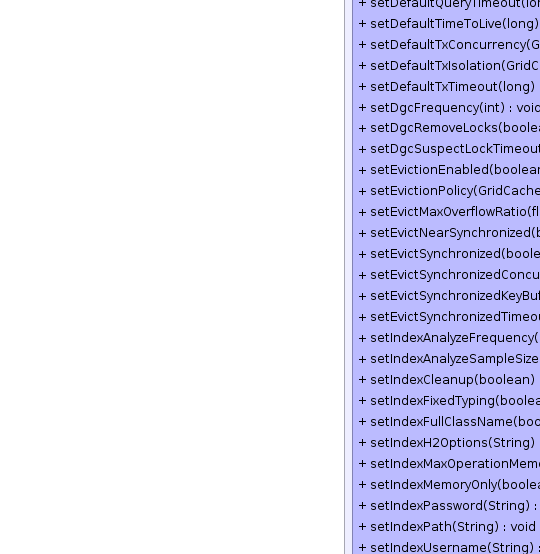 + setDefaultQueryTimeout(lon
+ setDefaultTimeToLive(long)
+ setDefaultTxConcurrency(G
+ setDefaultTxIsolation(GridC
+ setDefaultTxTimeout(long)
+ setDgcFrequency(int) : void
+ setDgcRemoveLocks(boolea
+ setDgcSuspectLockTimeout
+ setEvictionEnabled(boolean
+ setEvictionPolicy(GridCache
+ setEvictMaxOverflowRatio(fl
+ setEvictNearSynchronized(b
+ setEvictSynchronized(boole
+ setEvictSynchronizedConcu
+ setEvictSynchronizedKeyBuf
+ setEvictSynchronizedTimeo
+ setIndexAnalyzeFrequency(
+ setIndexAnalyzeSampleSize
+ setIndexCleanup(boolean)
+ setIndexFixedTyping(boolea
+ setIndexFullClassName(boo
+ setIndexH2Options(String)
+ setIndexMaxOperationMem
+ setIndexMemoryOnly(boolea
+ setIndexPassword(String) :
+ setIndexPath(String) : void
+ setIndexUsername(String) :